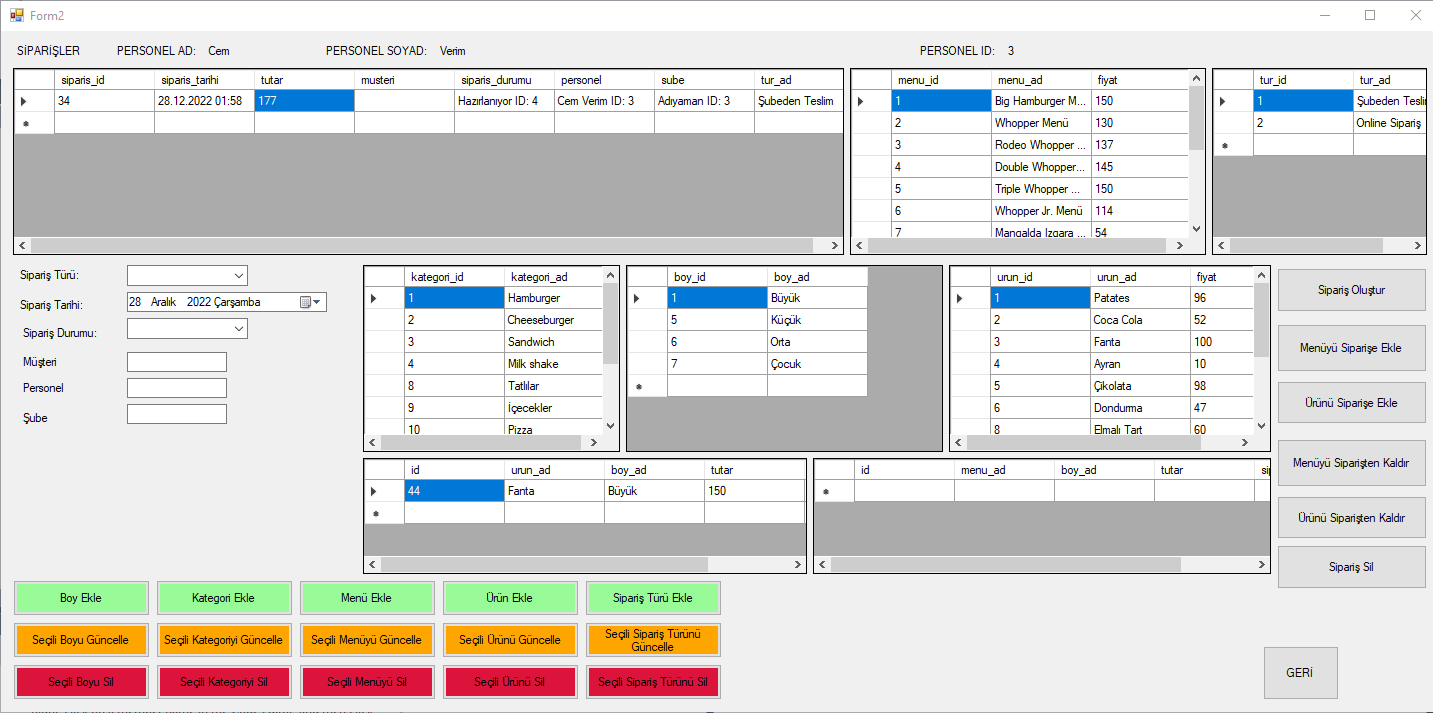 Form2
SİPARİŞLER PERSONEL AD: Cem PERSONEL SOYAD: Verim PERSONEL ID: 3
siparis_id siparis_tarihi tutar musteri siparis_durumu personel sube tur_ad
34 28.12.2022 01:58 177 Hazırlanıyor ID: 4 Cem Verim ID: 3 Adıyaman ID: 3 Şubeden Teslim
menu_id menu_ad fiyat
1 Big Hamburger M... 150
2 Whopper Menü 130
3 Rodeo Whopper ... 137
4 Double Whopper... 145
5 Triple Whopper ... 150
6 Whopper Jr. Menü 114
7 Mangalda Izgara ... 54
tur_id tur_ad
1 Şubeden Tesli
2 Online Sipariş
Sipariş Türü:
Sipariş Tarihi: 28 Aralık 2022 Çarşamba
Sipariş Durumu:
Müşteri
Personel
Şube
kategori_id kategori_ad
1 Hamburger
2 Cheeseburger
3 Sandwich
4 Milk shake
8 Tatlılar
9 İçecekler
10 Pizza
boy_id boy_ad
1 Büyük
5 Küçük
6 Orta
7 Çocuk
urun_id urun_ad fiyat
1 Patates 96
2 Coca Cola 52
3 Fanta 100
4 Ayran 10
5 Çikolata 98
6 Dondurma 47
8 Elmalı Tart 60
Sipariş Oluştur
Menüyü Siparişe Ekle
Ürünü Siparişe Ekle
Menüyü Siparişten Kaldır
Ürünü Siparişten Kaldır
Sipariş Sil
id urun_ad boy_ad tutar
44 Fanta Büyük 150
id menu_ad boy_ad tutar sip
Boy Ekle Kategori Ekle Menü Ekle Ürün Ekle Sipariş Türü Ekle
Seçili Boyu Güncelle Seçili Kategoriyi Güncelle Seçili Menüyü Güncelle Seçili Ürünü Güncelle Seçili Sipariş Türünü
Güncelle
Seçili Boyu Sil Seçili Kategoriyi Sil Seçili Menüyü Sil Seçili Ürünü Sil Seçili Sipariş Türünü Sil
GERİ